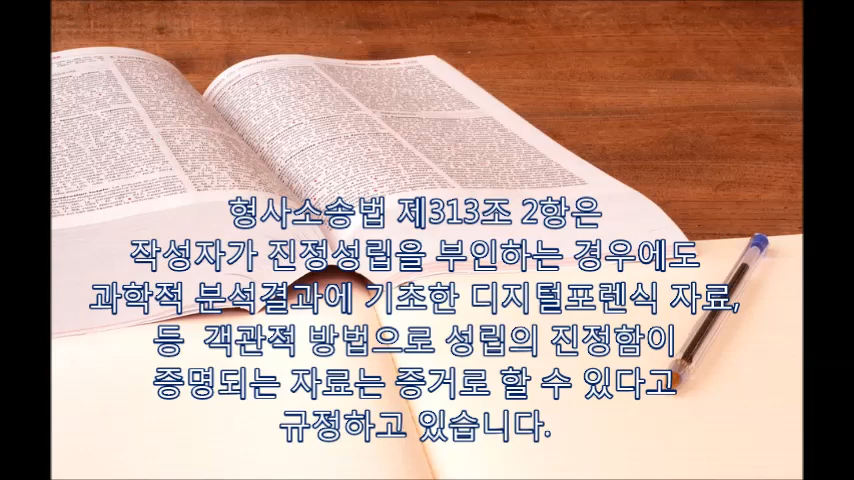 형사소송법 제313조 2항은
작성자가 진정성립을 부인하는 경우에도
과학적 분석결과에 기초한 디지털포렌식 자료,
등 객관적 방법으로 성립의 진정함이
증명되는 자료는 증거로 할 수 있다고
규정하고 있습니다.